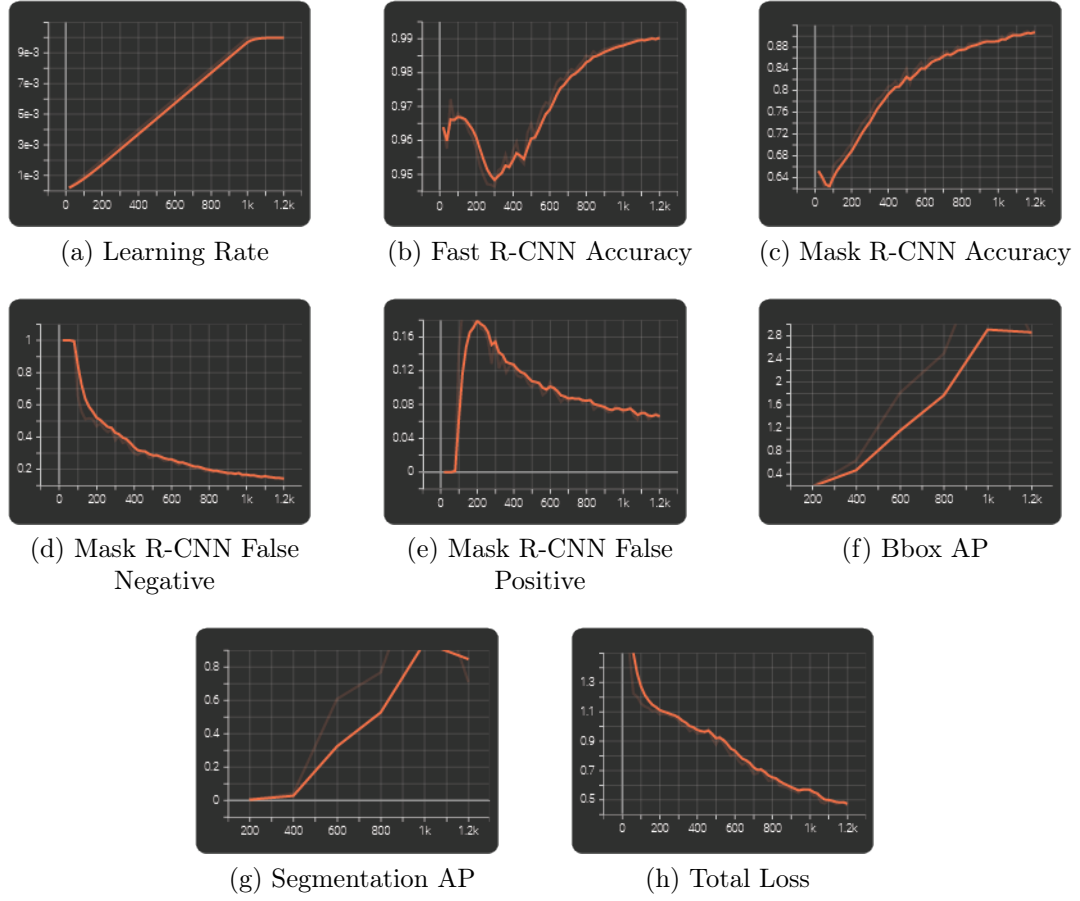 9e-3
7e-3
5e-3
3e-3
1e-3
0 200 400 600 800 1k 1.2k
(a) Learning Rate
0.99
0.98
0.97
0.96
0.95
0 200 400 600 800 1k 1.2k
(b) Fast R-CNN Accuracy
0.88
0.84
0.8
0.76
0.72
0.68
0.64
0 200 400 600 800 1k 1.2k
(c) Mask R-CNN Accuracy
1
0.8
0.6
0.4
0.2
0 200 400 600 800 1k 1.2k
(d) Mask R-CNN False
Negative
0.16
0.12
0.08
0.04
0
0 200 400 600 800 1k 1.2k
(e) Mask R-CNN False
Positive
2.8
2.4
2
1.6
1.2
0.8
0.4
200 400 600 800 1k 1.2k
(f) Bbox AP
0.8
0.6
0.4
0.2
0
200 400 600 800 1k 1.2k
(g) Segmentation AP
1.3
1.1
0.9
0.7
0.5
0 200 400 600 800 1k 1.2k
(h) Total Loss